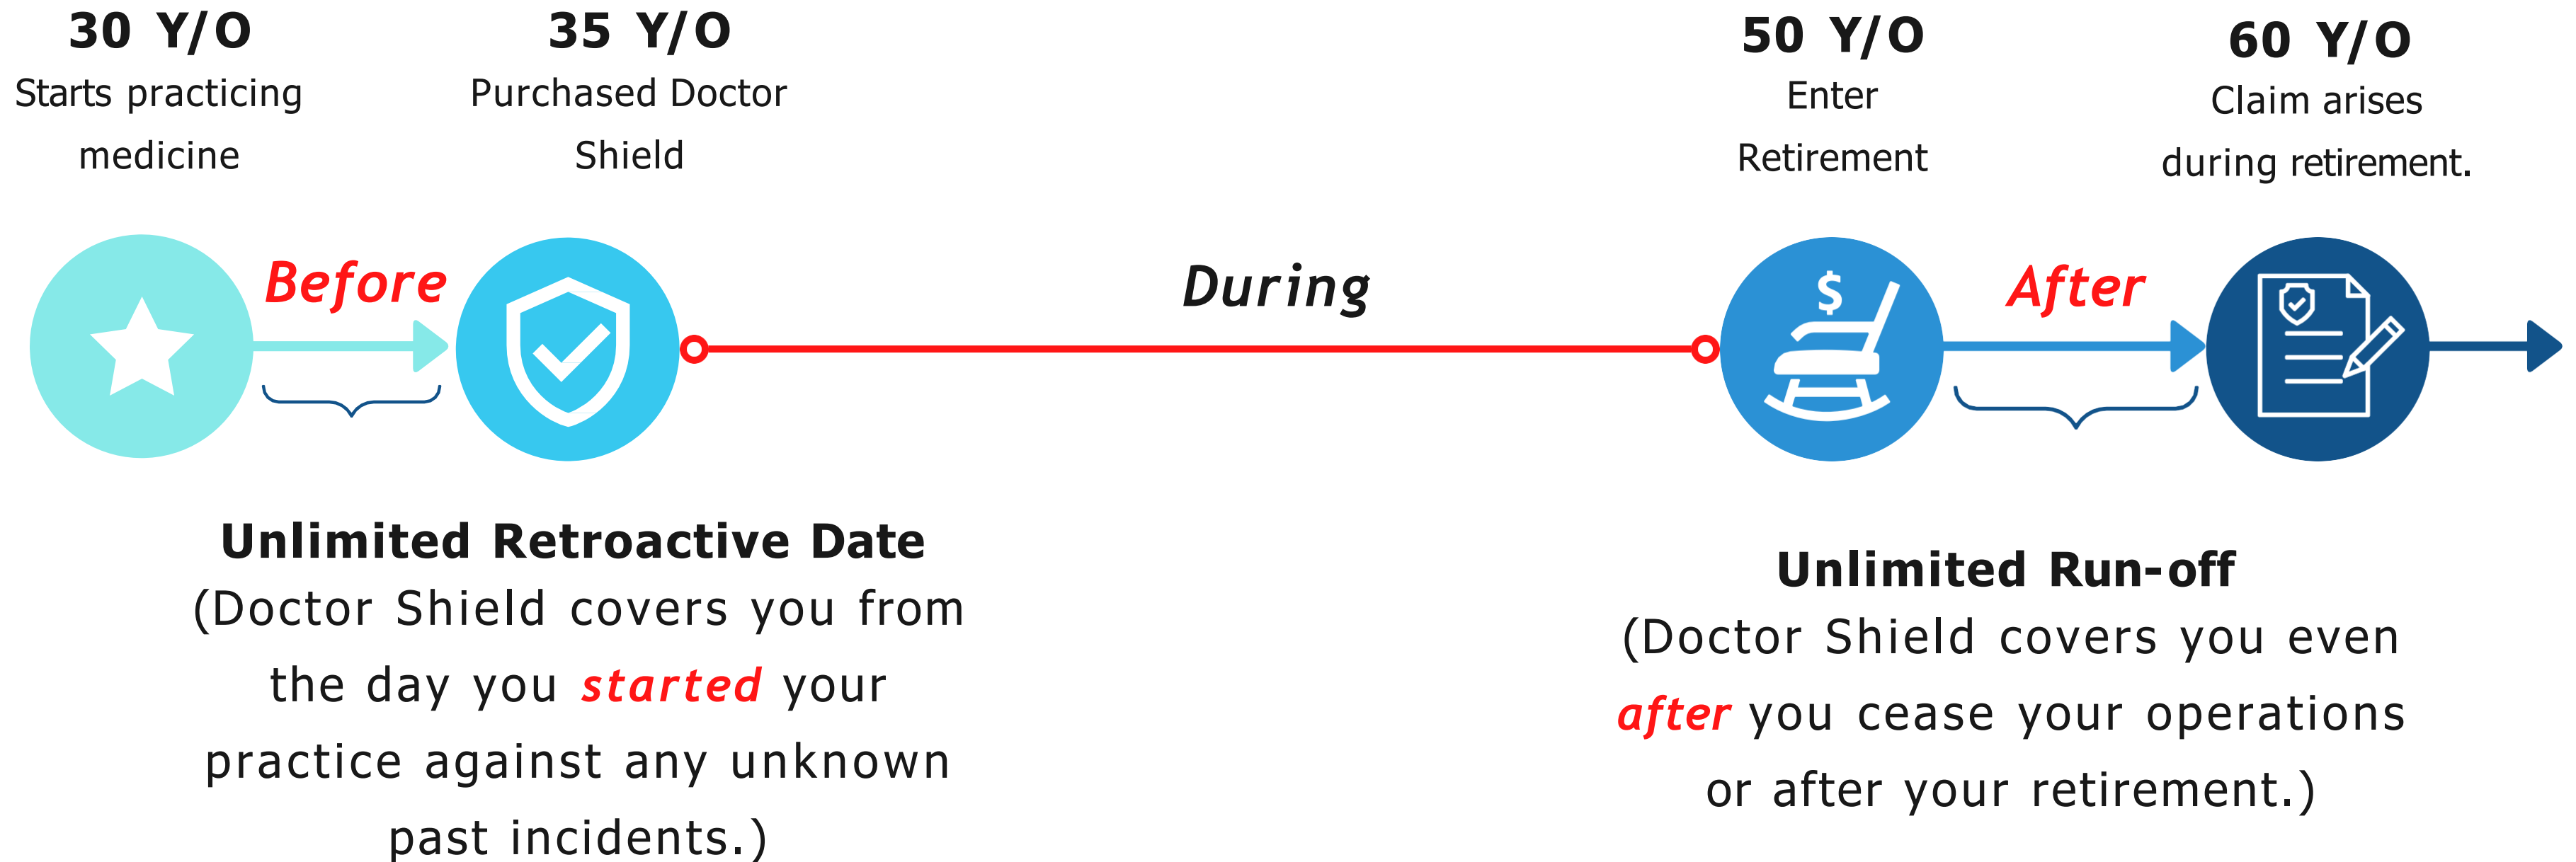 30 Y/O
Starts practicing
medicine
35 Y/O
Purchased Doctor
Shield
50 Y/O
Enter
Retirement
60 Y/O
Claim arises
during retirement.
Before
During
$
After
Unlimited Retroactive Date
(Doctor Shield covers you from
the day you started your
practice against any unknown
past incidents.)
Unlimited Run-off
(Doctor Shield covers you even
after you cease your operations
or after your retirement.)